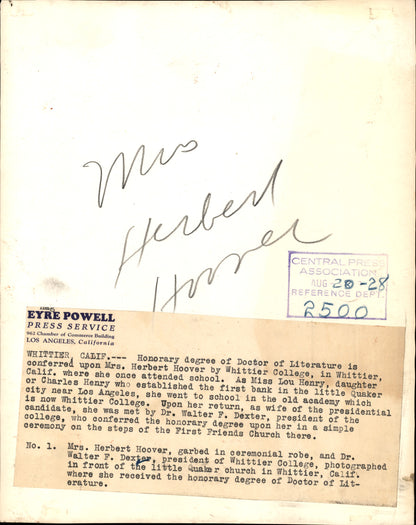 Mrs
Herbert
Hoover
CENTRAL PRESS
ASSOCIATION
AUG 20-28
REFERENCE DEPT.
2500
EYRE POWELL
PRESS SERVICE
962 Chamber of Commerce Building
LOS ANGELES, California
WHITTIER, CALIF.--- Honorary degree of Doctor of Literature is
conferred upon Mrs. Herbert Hoover by Whittier College, in Whittier,
Calif. where she once attended school. As Miss Lou Henry, daughter
or Charles Henry who established the first bank in the little Quaker
city near Los Angeles, she went to school in the old academy which
is now Whittier College. Upon her return, as wife of the presidential
candidate, she was met by Dr. Walter F. Dexter, president of the
college, who conferred the honorary degree upon her in a simple
ceremony on the steps of the First Friends Church there.
No. 1. Mrs. Herbert Hoover, garbed in ceremonial robe, and Dr.
Walter F. Dexter, president of Whittier College, photographed
in front of the little Quaker church in Whittier, Calif.
where she received the honorary degree of Doctor of Lit-
erature.